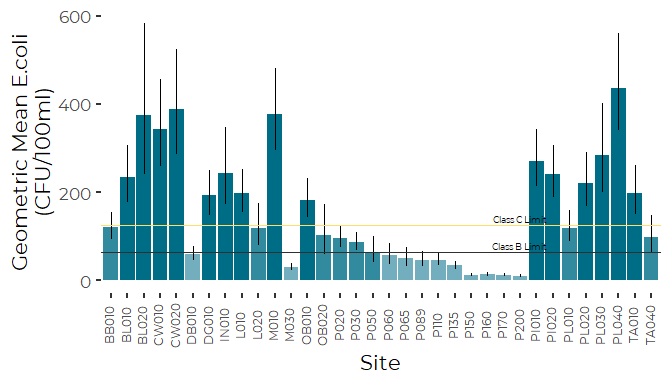 Geometric Mean E.coli
(CFU/100ml)
600
400
200
0
Class C Limit
Class B Limit
BB010
BL010
BL020
CW010
CW020
DB010
DG010
IN010
L010
L020
M010
M030
OB010
OB020
P020
P030
P050
P060
P065
P089
P110
P135
P150
P160
P170
P200
PI010
PI020
PL010
PL020
PL030
PL040
TA010
TA040
Site